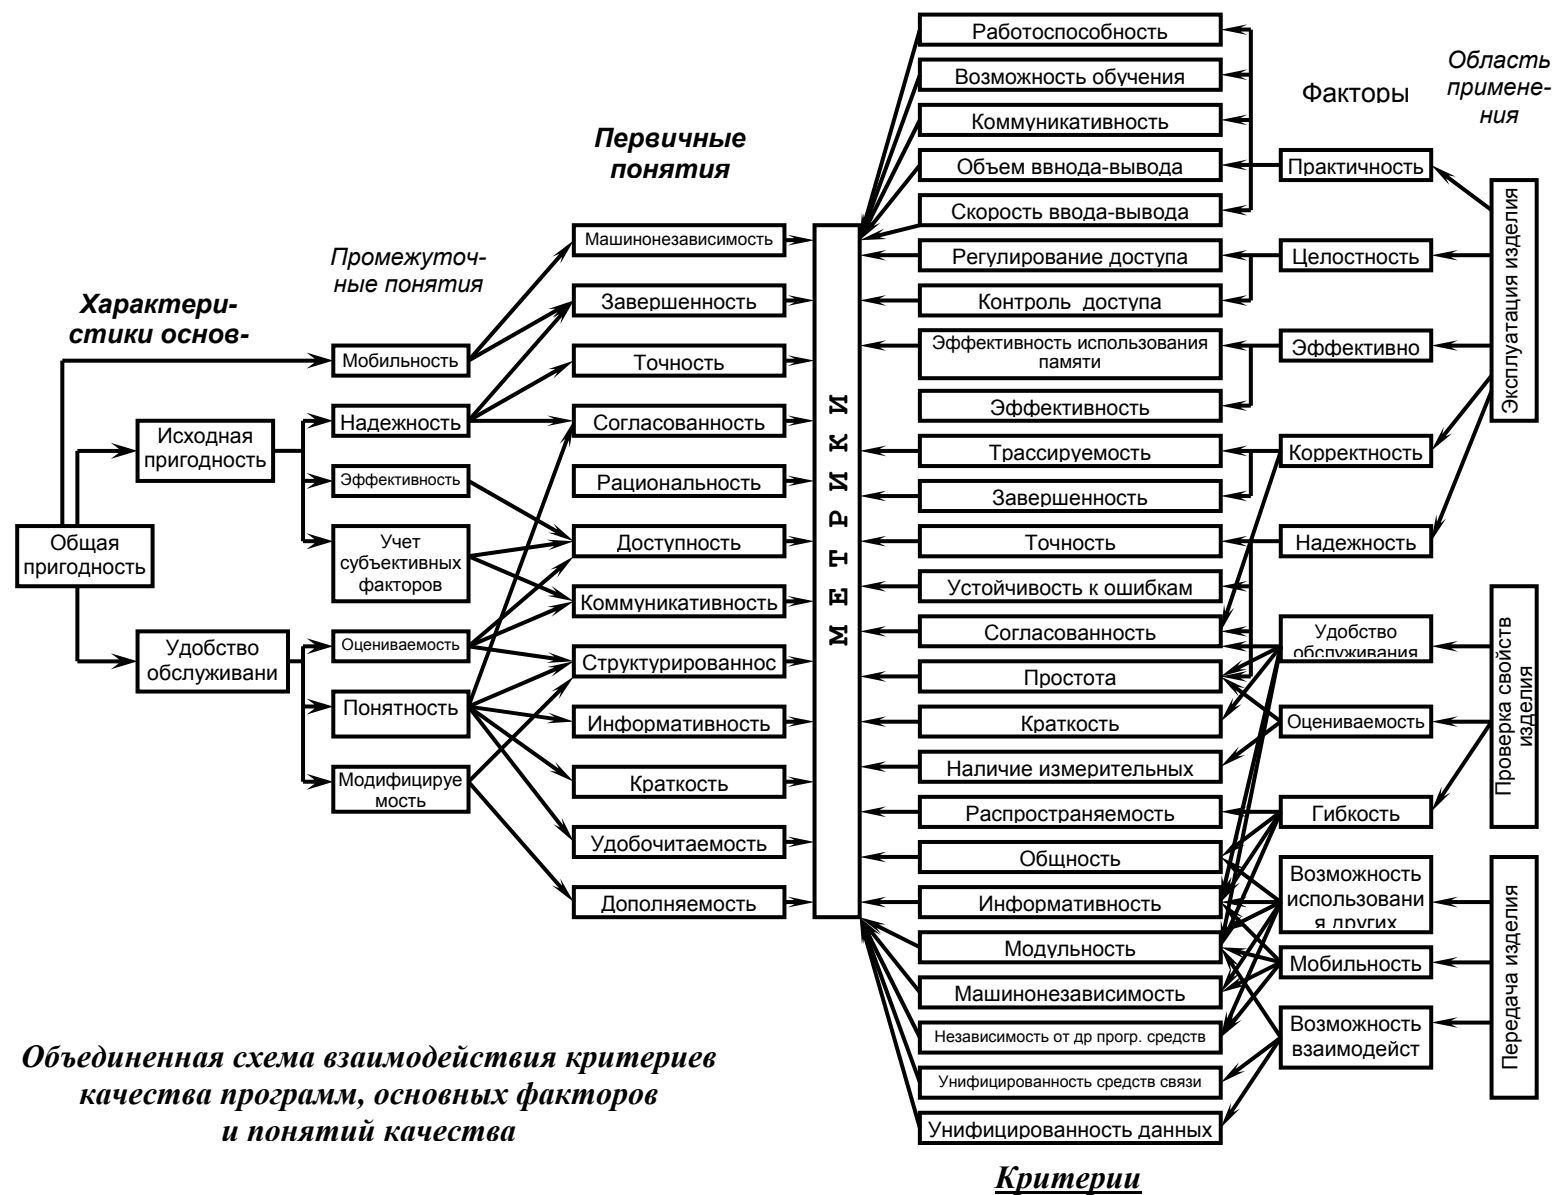 Характери-
стики основ-
Общая
пригодность
Исходная
пригодность
Удобство
обслуживани
Промежуточ-
ные понятия
Мобильность
Надежность
Эффективность
Учет
субъективных
факторов
Оцениваемость
Понятность
Модифицируе
мость
Первичные
понятия
Машинонезависимость
Завершенность
Точность
Согласованность
Рациональность
Доступность
Коммуникативность
Структурированнос
Информативность
Краткость
Удобочитаемость
Дополняемость
МЕТРИКИ
Работоспособность
Возможность обучения
Коммуникативность
Объем ввнода-вывода
Скорость ввода-вывода
Регулирование доступа
Контроль доступа
Эффективность использования
памяти
Эффективность
Трассируемость
Завершенность
Точность
Устойчивость к ошибкам
Согласованность
Простота
Краткость
Наличие измерительных
Распространяемость
Общность
Информативность
Модульность
Машинонезависимость
Независимость от др прогр. средств
Унифицированность средств связи
Унифицированность данных
Критерии
Факторы
Практичность
Целостность
Эффективно
Корректность
Надежность
Удобство
обслуживания
Оцениваемость
Гибкость
Возможность
использовани
я других
Мобильность
Возможность
взаимодейст
Область
примене-
ния
Эксплуатация изделия
Проверка свойств
изделия
Передача изделия
Объединенная схема взаимодействия критериев
качества программ, основных факторов
и понятий качества